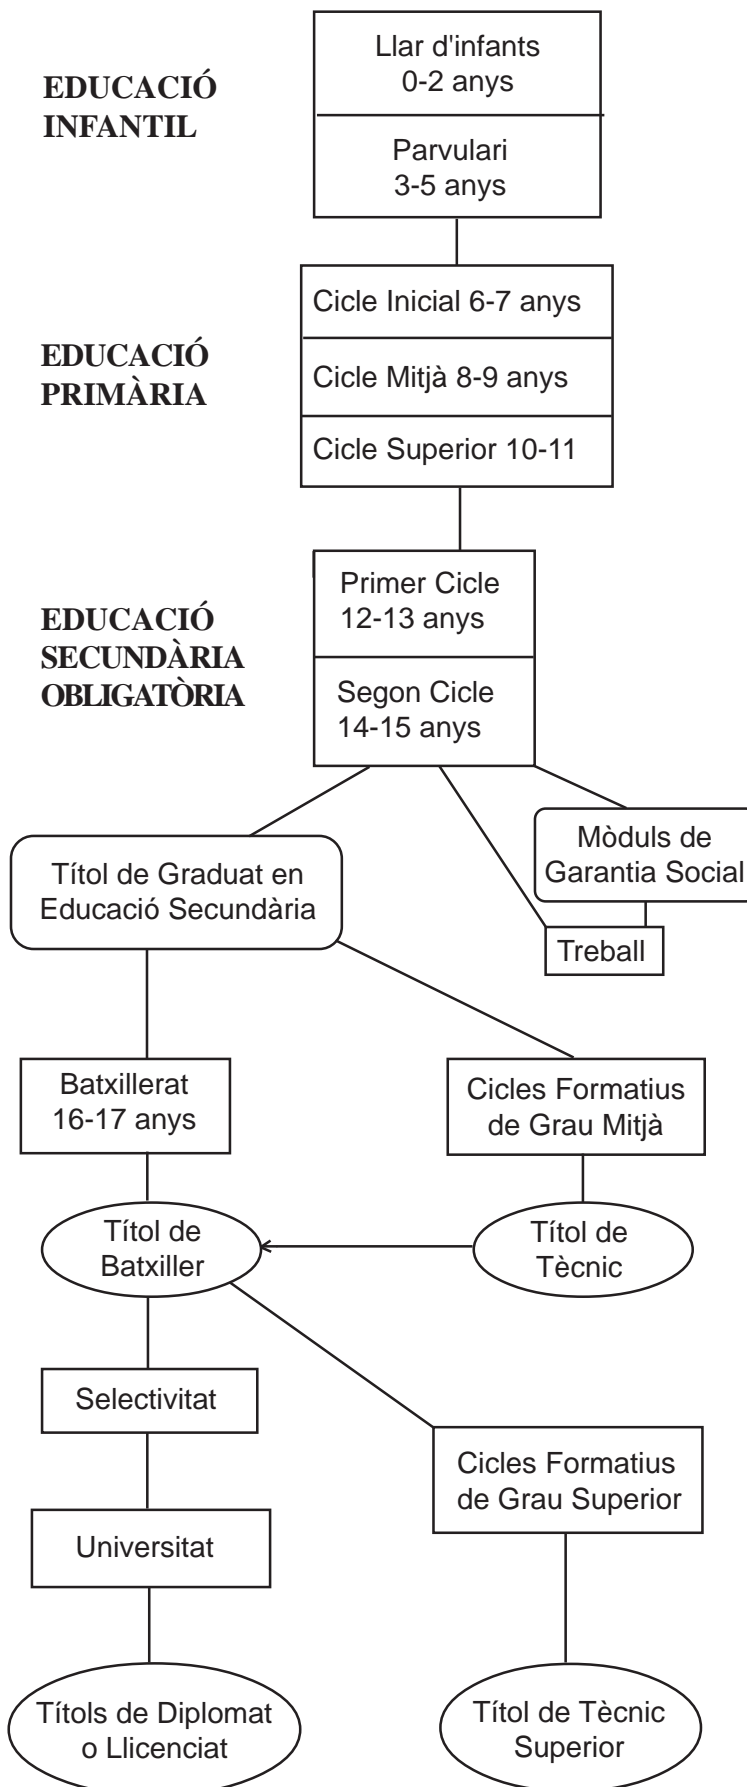 EDUCACIÓ
INFANTIL
Llar d'infants
0-2 anys
Parvulari
3-5 anys
EDUCACIÓ
PRIMÀRIA
Cicle Inicial 6-7 anys
Cicle Mitjà 8-9 anys
Cicle Superior 10-11
EDUCACIÓ
SECUNDÀRIA
OBLIGATÒRIA
Primer Cicle
12-13 anys
Segon Cicle
14-15 anys
Títol de Graduat en
Educació Secundària
Mòduls de
Garantia Social
Treball
Batxillerat
16-17 anys
Cicles Formatius
de Grau Mitjà
Títol de
Batxiller
Títol de
Tècnic
Selectivitat
Cicles Formatius
de Grau Superior
Universitat
Títols de Diplomat
o Llicenciat
Títol de Tècnic
Superior